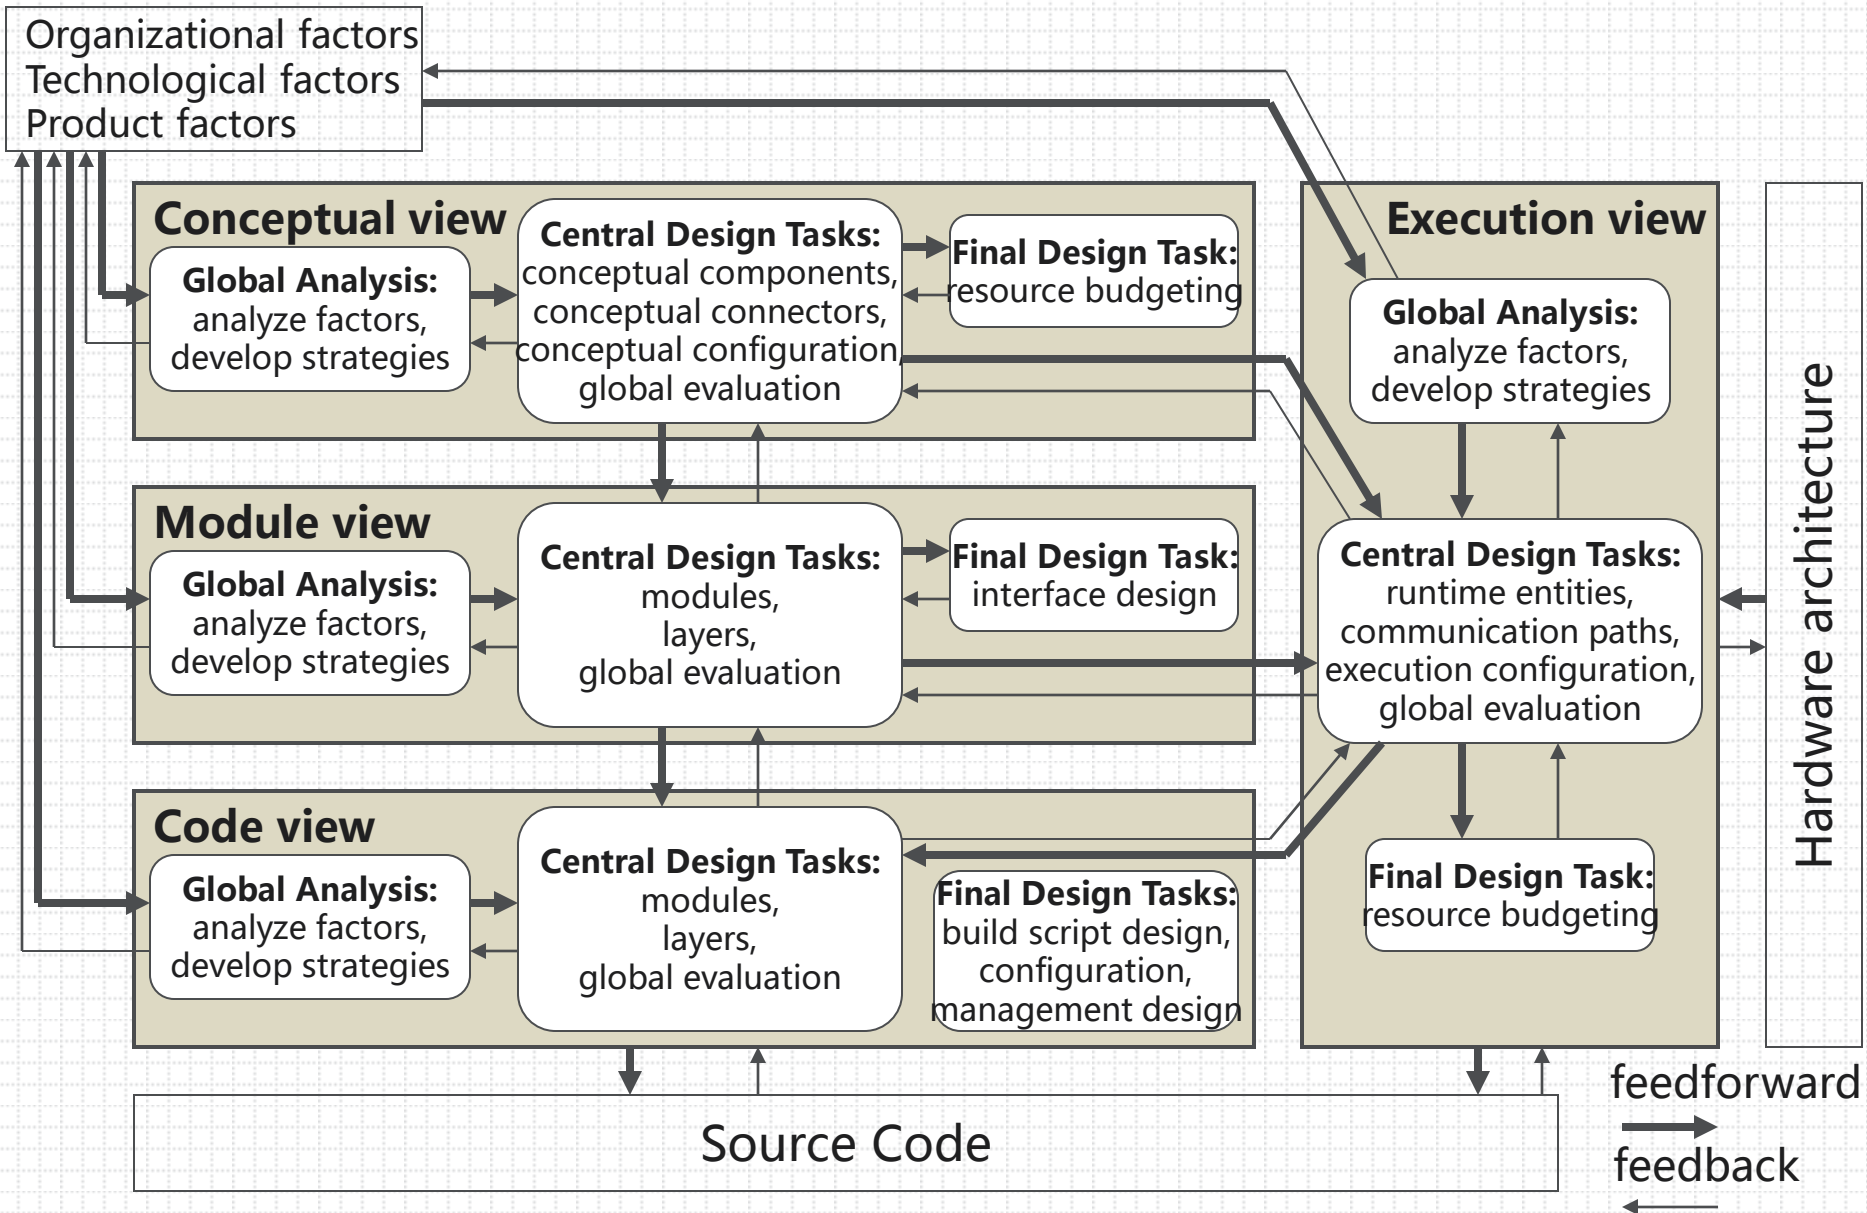 Organizational factors
Technological factors
Product factors
Conceptual view
Global Analysis:
analyze factors,
develop strategies
Central Design Tasks:
conceptual components,
conceptual connectors,
conceptual configuration,
global evaluation
Final Design Task:
resource budgeting
Module view
Global Analysis:
analyze factors,
develop strategies
Central Design Tasks:
modules,
layers,
global evaluation
Final Design Task:
interface design
Code view
Global Analysis:
analyze factors,
develop strategies
Central Design Tasks:
modules,
layers,
global evaluation
Final Design Tasks:
build script design,
configuration,
management design
Execution view
Global Analysis:
analyze factors,
develop strategies
Central Design Tasks:
runtime entities,
communication paths,
execution configuration,
global evaluation
Final Design Task:
resource budgeting
Hardware architecture
Source Code
feedforward
feedback